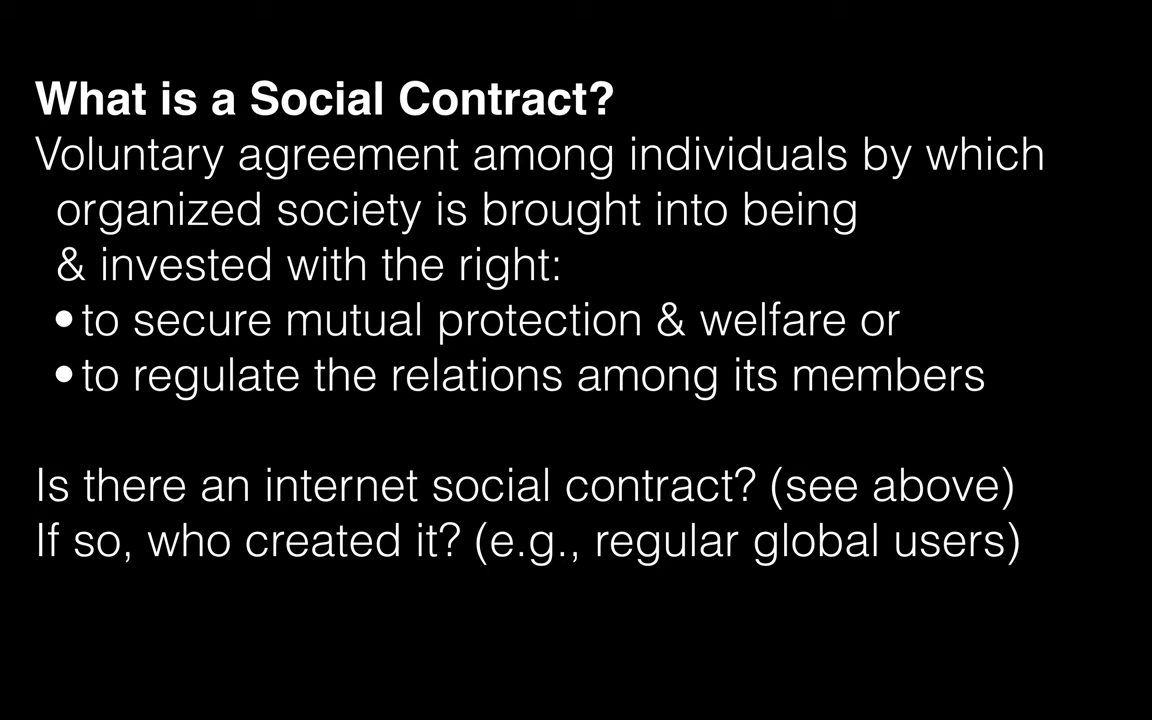 What is a Social Contract?
Voluntary agreement among individuals by which
organized society is brought into being
& invested with the right:
•to secure mutual protection & welfare or
•to regulate the relations among its members
Is there an internet social contract? (see above)
If so, who created it? (e.g., regular global users)